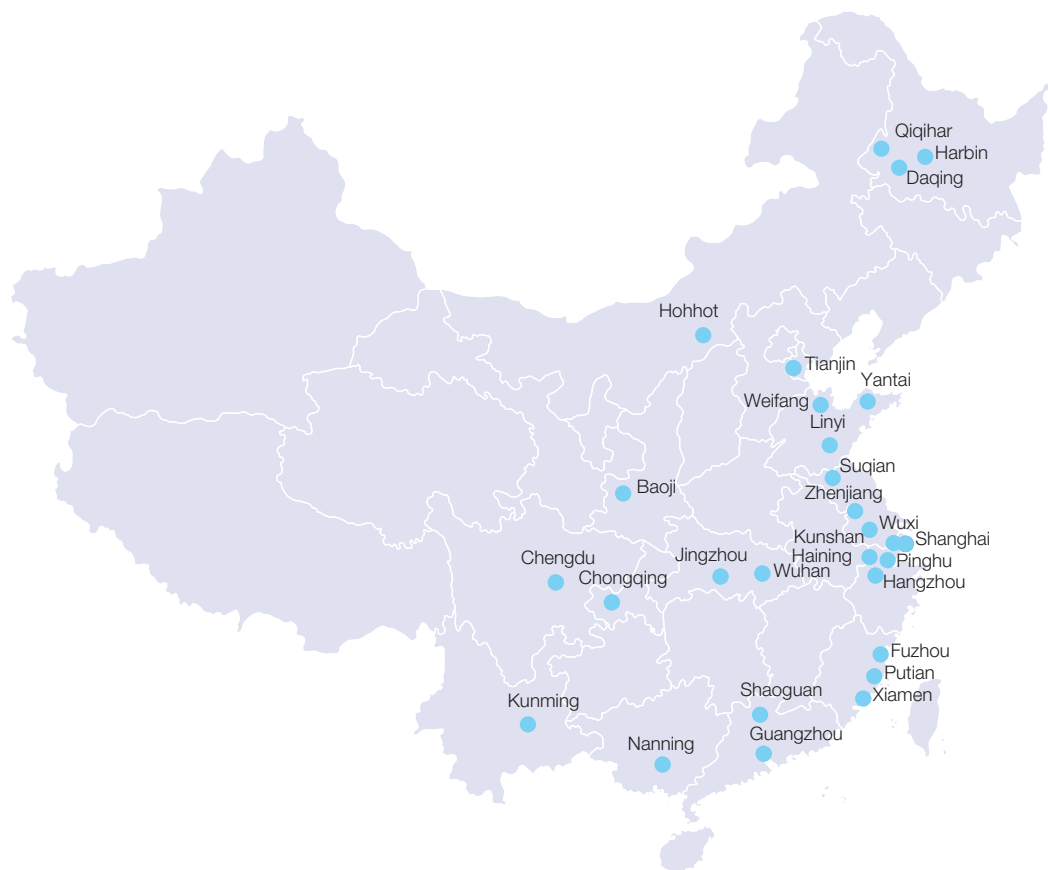 Qiqihar
Harbin
Daqing
Hohhot
Tianjin
Yantai
Weifang
Linyi
Suqian
Baoji
Zhenjiang
Wuxi
Kunshan
Shanghai
Haining
Pinghu
Jingzhou
Chengdu
Wuhan
Chongqing
Hangzhou
Fuzhou
Putian
Shaoguan
Xiamen
Kunming
Guangzhou
Nanning